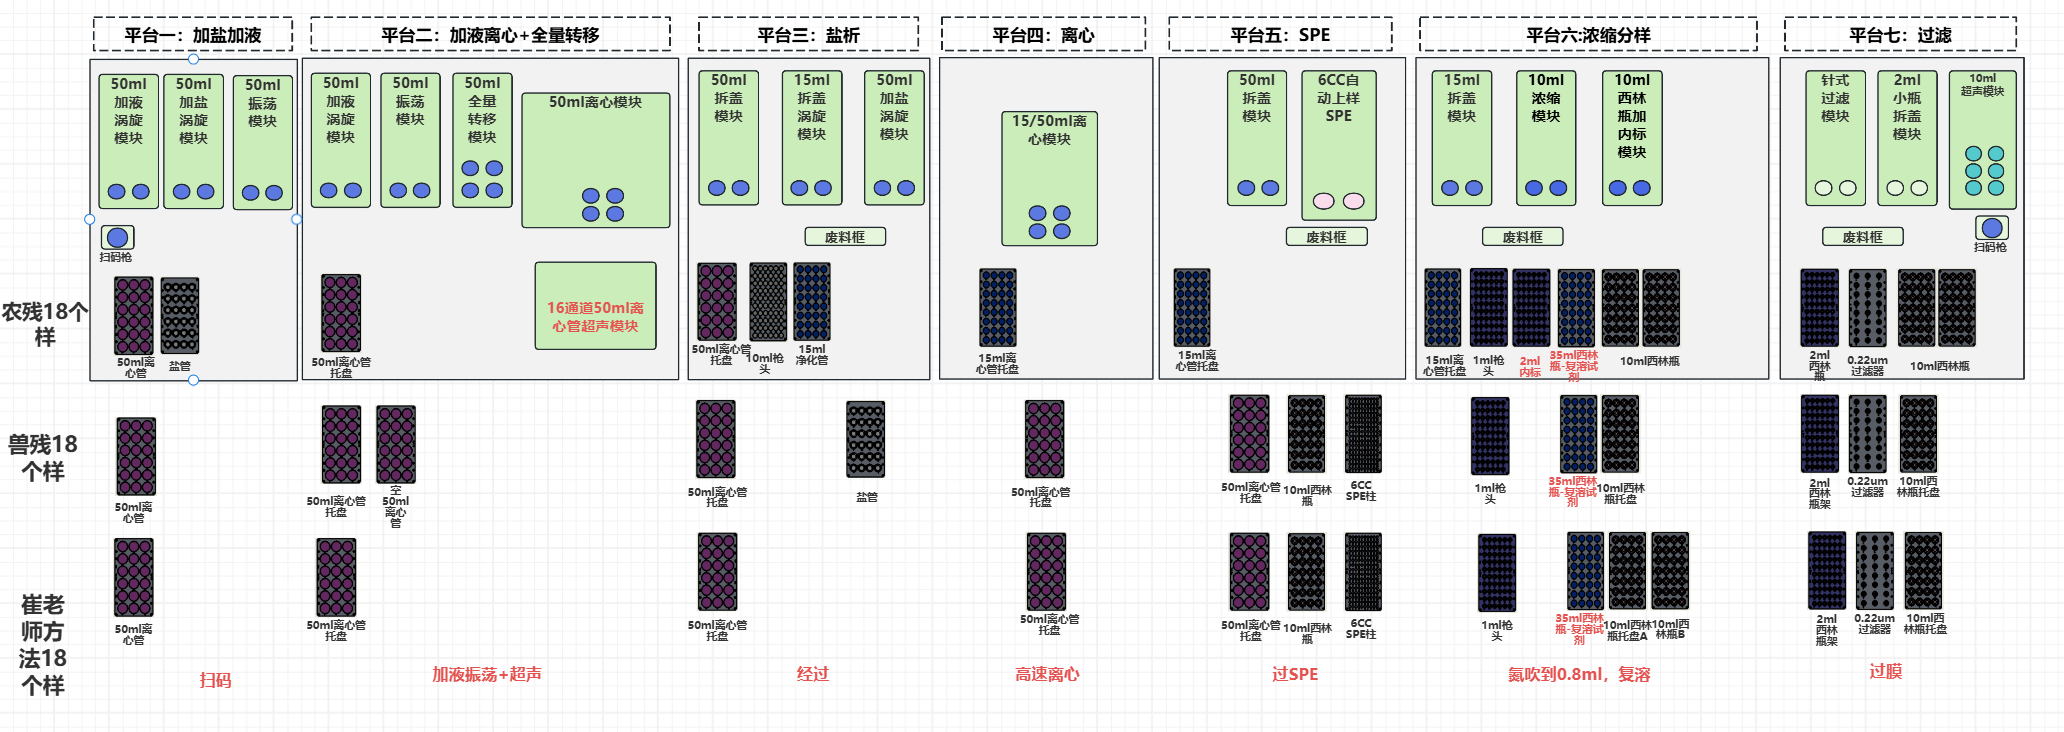 平台一：加盐加液
平台二：加液离心+全量转移
平台三：盐析
平台四：离心
平台五：SPE
平台六:浓缩分样
平台七：过滤
50ml
加液
涡旋
模块
50ml
加盐
涡旋
模块
50ml
振荡
模块
扫码枪
50ml离
心管
盐管
50ml
加液
涡旋
模块
50ml
振荡
模块
50ml
全量
转移
模块
50ml离心模块
16通道50ml离
心管超声模块
50ml离心管
托盘
50ml
拆盖
模块
15ml
拆盖
涡旋
模块
50ml
加盐
涡旋
模块
废料框
50ml离心管
托盘
10ml枪
头
15ml
净化管
15/50ml离
心模块
15ml离
心管托盘
50ml
拆盖
模块
6CC自
动上样
SPE
废料框
15ml离
心管托盘
15ml
拆盖
模块
10ml
浓缩
模块
10ml
西林
瓶加
内标
模块
废料框
15ml离
心管托盘
1ml枪
头
2ml
内标
35ml西林
瓶-复溶试
剂
10ml西林瓶
针式
过滤
模块
2ml
小瓶
拆盖
模块
10ml
超声模块
废料框
扫码枪
2ml
西林
瓶
0.22um
过滤器
10ml西林瓶
农残18个
样
兽残18
个样
50ml离
心管
50ml离心管
托盘
空
50ml
离心
管
50ml离心管
托盘
盐管
50ml离心管
托盘
50ml离心管
托盘
10ml西林
瓶
6CC
SPE柱
1ml枪
头
35ml西林
瓶-复溶试
剂
10ml西林
瓶托盘
2ml
西林
瓶架
0.22um
过滤器
10ml西
林瓶托盘
崔老
师方
法18
个样
50ml离
心管
50ml离心管
托盘
50ml离心管
托盘
50ml离心管
托盘
50ml离心管
托盘
10ml西林
瓶
6CC
SPE柱
1ml枪
头
35ml西林
瓶-复溶试
剂
10ml西林
瓶托盘A
10ml西
林瓶B
2ml
西林
瓶架
0.22um
过滤器
10ml西
林瓶托盘
扫码
加液振荡+超声
经过
高速离心
过SPE
氮吹到0.8ml，复溶
过膜